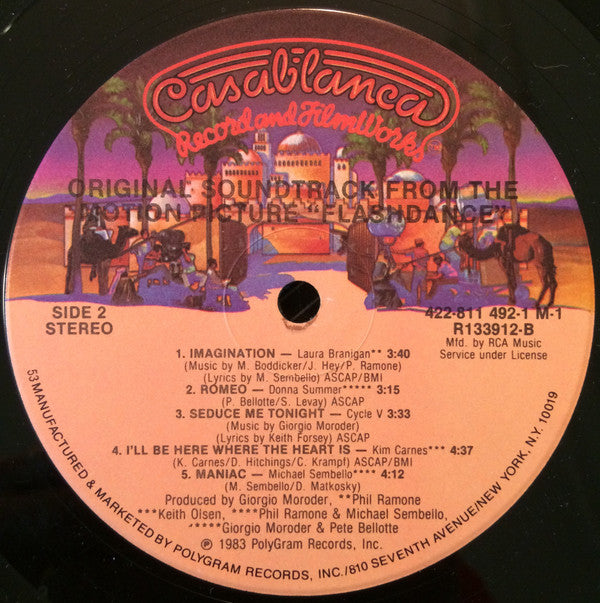 Casablanca
Record and FilmWorks
TM
ORIGINAL SOUNDTRACK FROM THE
MOTION PICTURE "FLASHDANCE"
SIDE 2
STEREO
422-811 492-1 M-1
R133912-B
Mfd. by RCA Music
Service under License
1. IMAGINATION — Laura Branigan** 3:40
(Music by M. Boddicker/J. Hey/P. Ramone)
(Lyrics by M. Sembello) ASCAP/BMI
2. ROMEO — Donna Summer***** 3:15
(P. Bellotte/S. Levay) ASCAP
3. SEDUCE ME TONIGHT — Cycle V 3:33
(Music by Giorgio Moroder)
(Lyrics by Keith Forsey) ASCAP
4. I'LL BE HERE WHERE THE HEART IS — Kim Carnes*** 4:37
(K. Carnes/D. Hitchings/C. Krampf) ASCAP/BMI
5. MANIAC — Michael Sembello**** 4:12
(M. Sembello/D. Matkosky)
Produced by Giorgio Moroder, **Phil Ramone
***Keith Olsen, ****Phil Ramone & Michael Sembello,
*****Giorgio Moroder & Pete Bellotte
℗ 1983 PolyGram Records, Inc.
53 MANUFACTURED & MARKETED BY POLYGRAM RECORDS, INC./810 SEVENTH AVENUE/NEW YORK, N.Y. 10019